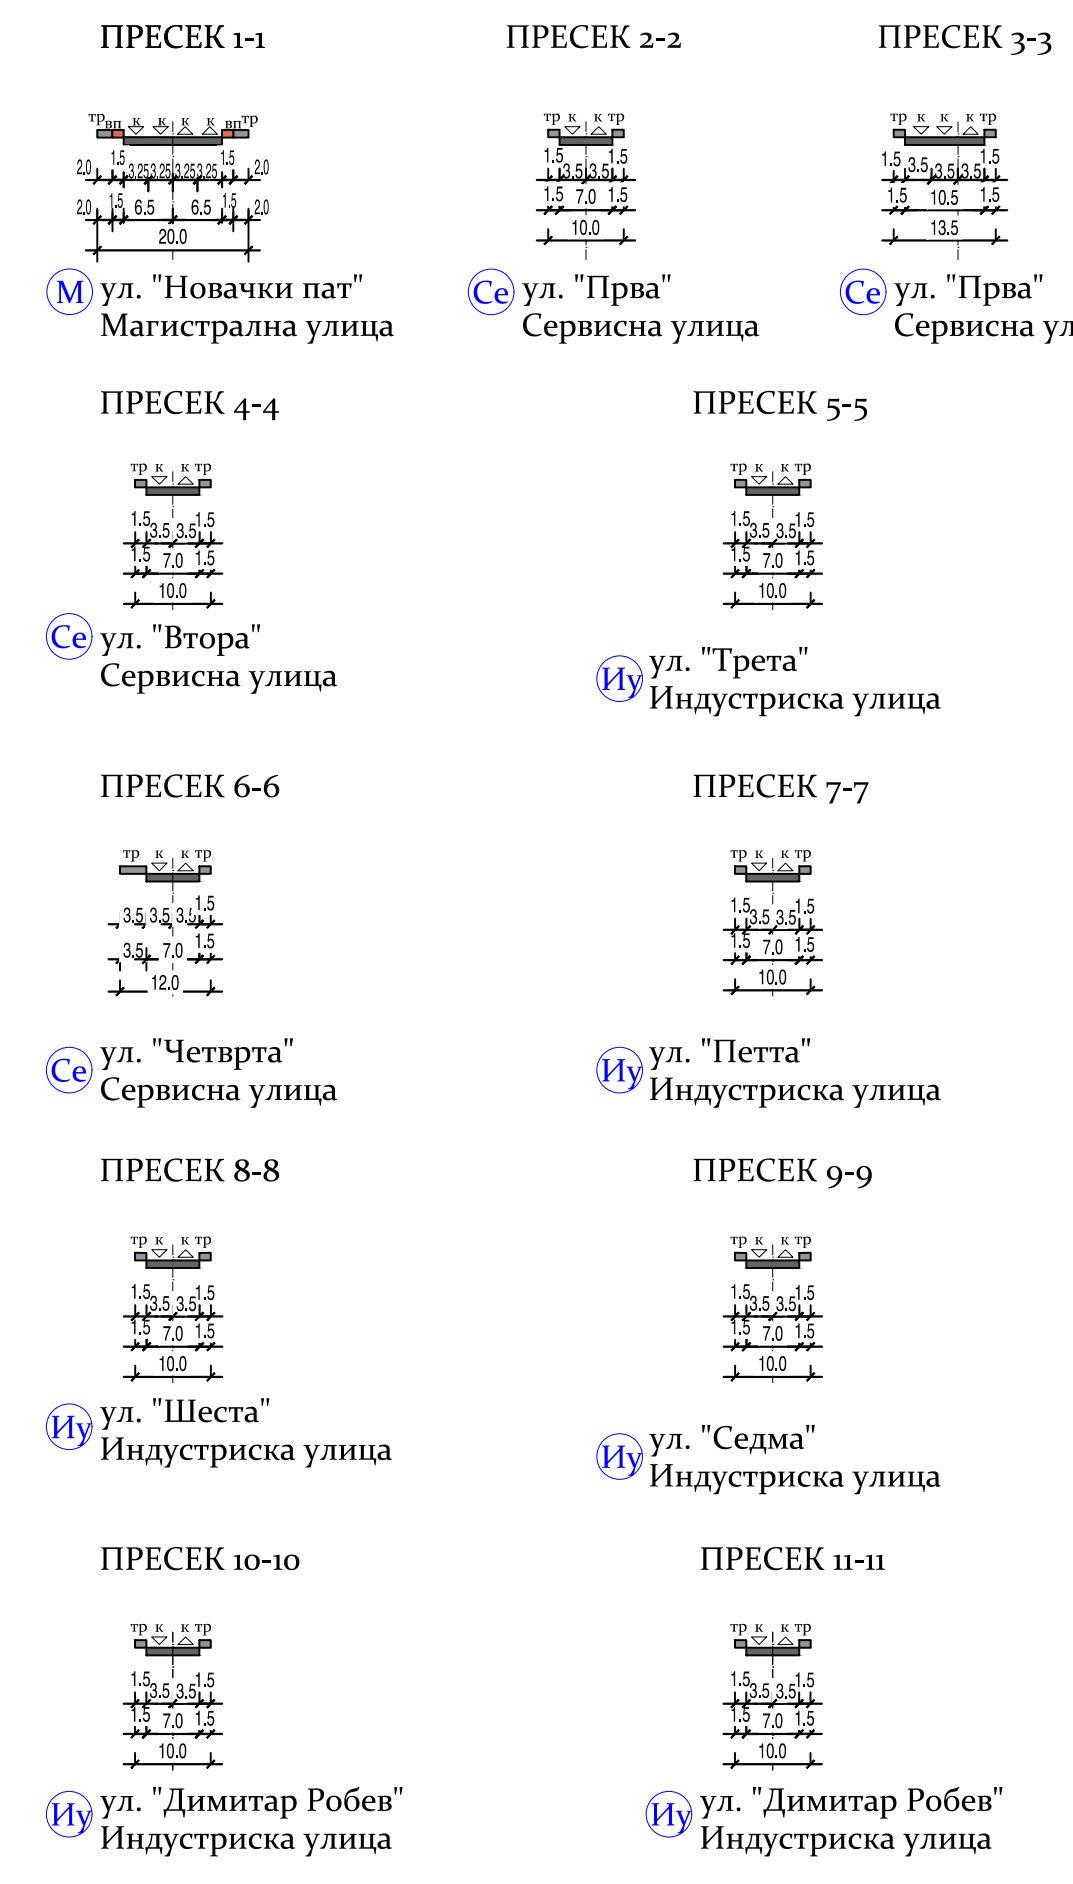 ПРЕСЕК 1-1
тр вп к к к к вп тр
2.0 1.5 3.25 3.25 3.25 3.25 1.5 2.0
2.0 1.5 6.5 6.5 1.5 2.0
20.0
М ул. "Новачки пат"
Магистрална улица
ПРЕСЕК 2-2
тр к к тр
1.5 3.5 3.5 1.5
1.5 7.0 1.5
10.0
Се ул. "Прва"
Сервисна улица
ПРЕСЕК 3-3
тр к к к тр
1.5 3.5 3.5 3.5 1.5
1.5 10.5 1.5
13.5
Се ул. "Прва"
Сервисна ул
ПРЕСЕК 4-4
тр к к тр
1.5 3.5 3.5 1.5
1.5 7.0 1.5
10.0
Се ул. "Втора"
Сервисна улица
ПРЕСЕК 5-5
тр к к тр
1.5 3.5 3.5 1.5
1.5 7.0 1.5
10.0
Иу ул. "Трета"
Индустриска улица
ПРЕСЕК 6-6
тр к к тр
3.5 3.5 3.5 1.5
3.5 7.0 1.5
12.0
Се ул. "Четврта"
Сервисна улица
ПРЕСЕК 7-7
тр к к тр
1.5 3.5 3.5 1.5
1.5 7.0 1.5
10.0
Иу ул. "Петта"
Индустриска улица
ПРЕСЕК 8-8
тр к к тр
1.5 3.5 3.5 1.5
1.5 7.0 1.5
10.0
Иу ул. "Шеста"
Индустриска улица
ПРЕСЕК 9-9
тр к к тр
1.5 3.5 3.5 1.5
1.5 7.0 1.5
10.0
Иу ул. "Седма"
Индустриска улица
ПРЕСЕК 10-10
тр к к тр
1.5 3.5 3.5 1.5
1.5 7.0 1.5
10.0
Иу ул. "Димитар Робев"
Индустриска улица
ПРЕСЕК 11-11
тр к к тр
1.5 3.5 3.5 1.5
1.5 7.0 1.5
10.0
Иу ул. "Димитар Робев"
Индустриска улица